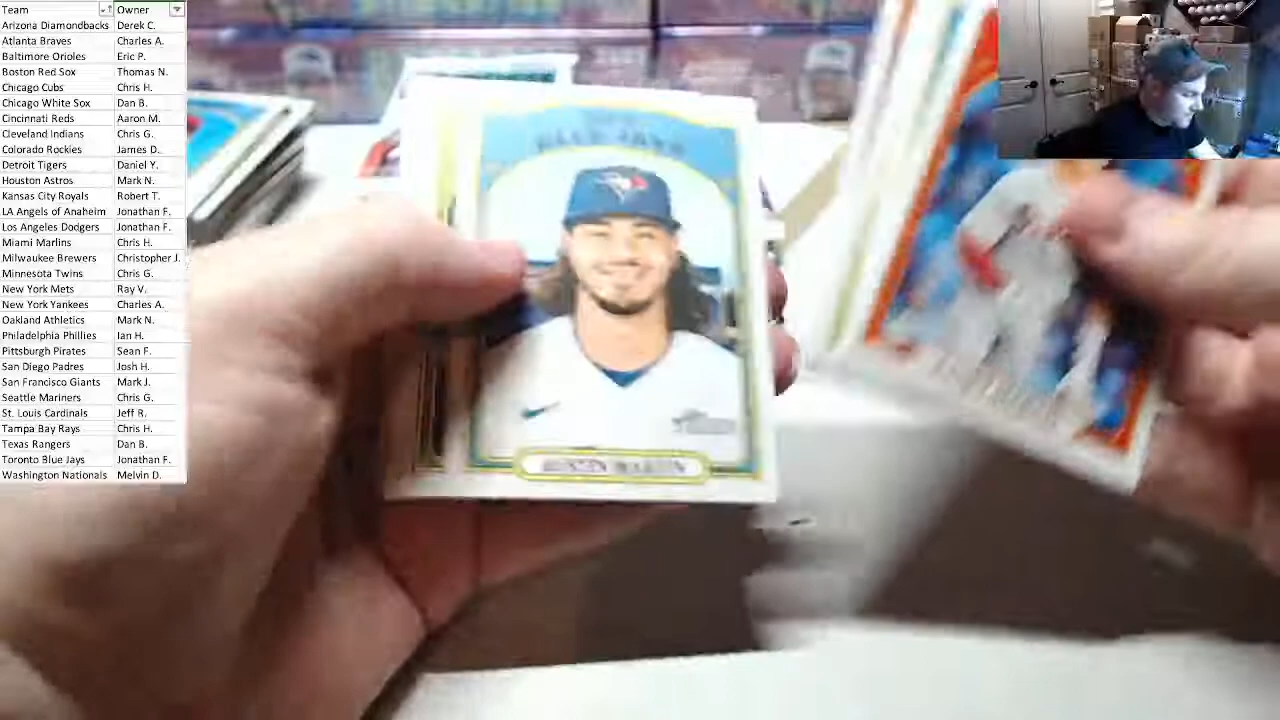 Team Owner
Arizona Diamondbacks Derek C.
Atlanta Braves Charles A.
Baltimore Orioles Eric P.
Boston Red Sox Thomas N.
Chicago Cubs Chris H.
Chicago White Sox Dan B.
Cincinnati Reds Aaron M.
Cleveland Indians Chris G.
Colorado Rockies James D.
Detroit Tigers Daniel Y.
Houston Astros Mark N.
Kansas City Royals Robert T.
LA Angels of Anaheim Jonathan F.
Los Angeles Dodgers Jonathan F.
Miami Marlins Chris H.
Milwaukee Brewers Christopher J.
Minnesota Twins Chris G.
New York Mets Ray V.
New York Yankees Charles A.
Oakland Athletics Mark N.
Philadelphia Phillies Ian H.
Pittsburgh Pirates Sean F.
San Diego Padres Josh H.
San Francisco Giants Mark J.
Seattle Mariners Chris G.
St. Louis Cardinals Jeff R.
Tampa Bay Rays Chris H.
Texas Rangers Dan B.
Toronto Blue Jays Jonathan F.
Washington Nationals Melvin D.
BLUE JAYS
AUSTIN MARTIN